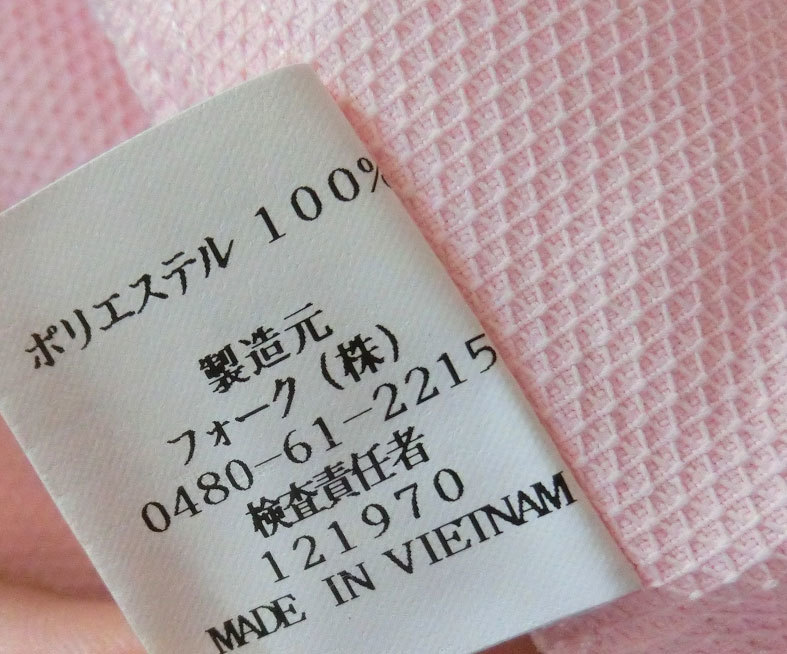 ポリエステル 100%
製造元
フォーク (株)
0480-61-2215
検査責任者
121970
MADE IN VIETNAM